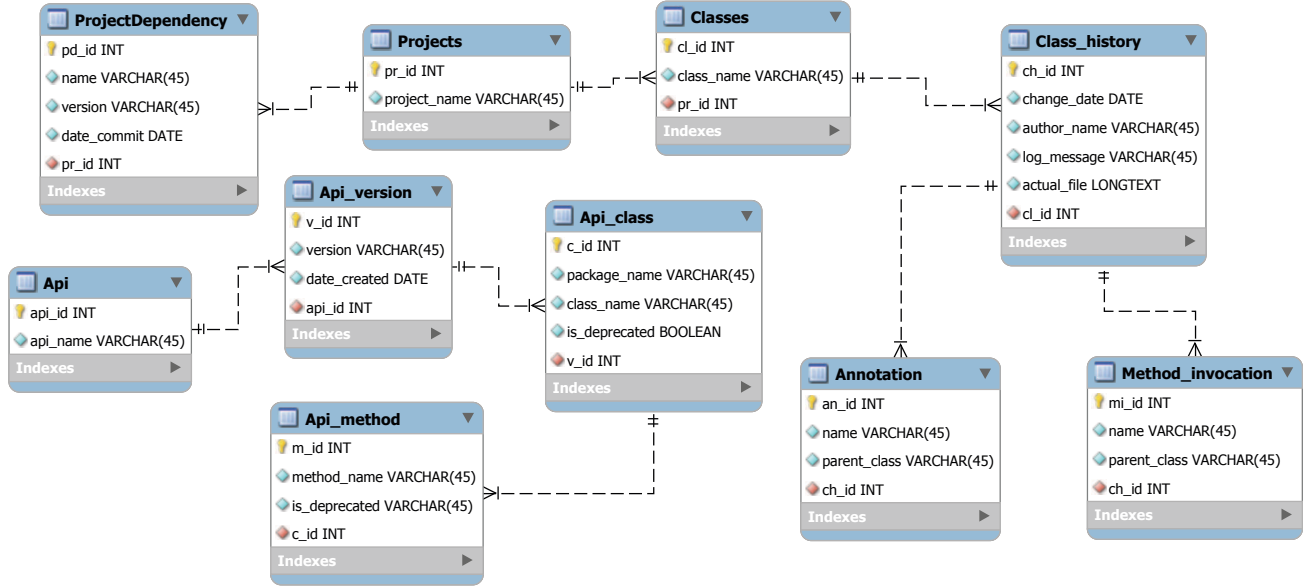 ProjectDependency
pd_id INT
name VARCHAR(45)
version VARCHAR(45)
date_commit DATE
pr_id INT
Indexes
Projects
pr_id INT
project_name VARCHAR(45)
Indexes
Classes
cl_id INT
class_name VARCHAR(45)
pr_id INT
Indexes
Class_history
ch_id INT
change_date DATE
author_name VARCHAR(45)
log_message VARCHAR(45)
actual_file LONGTEXT
cl_id INT
Indexes
Api
api_id INT
api_name VARCHAR(45)
Indexes
Api_version
v_id INT
version VARCHAR(45)
date_created DATE
api_id INT
Indexes
Api_class
c_id INT
package_name VARCHAR(45)
class_name VARCHAR(45)
is_deprecated BOOLEAN
v_id INT
Indexes
Api_method
m_id INT
method_name VARCHAR(45)
is_deprecated VARCHAR(45)
c_id INT
Indexes
Annotation
an_id INT
name VARCHAR(45)
parent_class VARCHAR(45)
ch_id INT
Indexes
Method_invocation
mi_id INT
name VARCHAR(45)
parent_class VARCHAR(45)
ch_id INT
Indexes